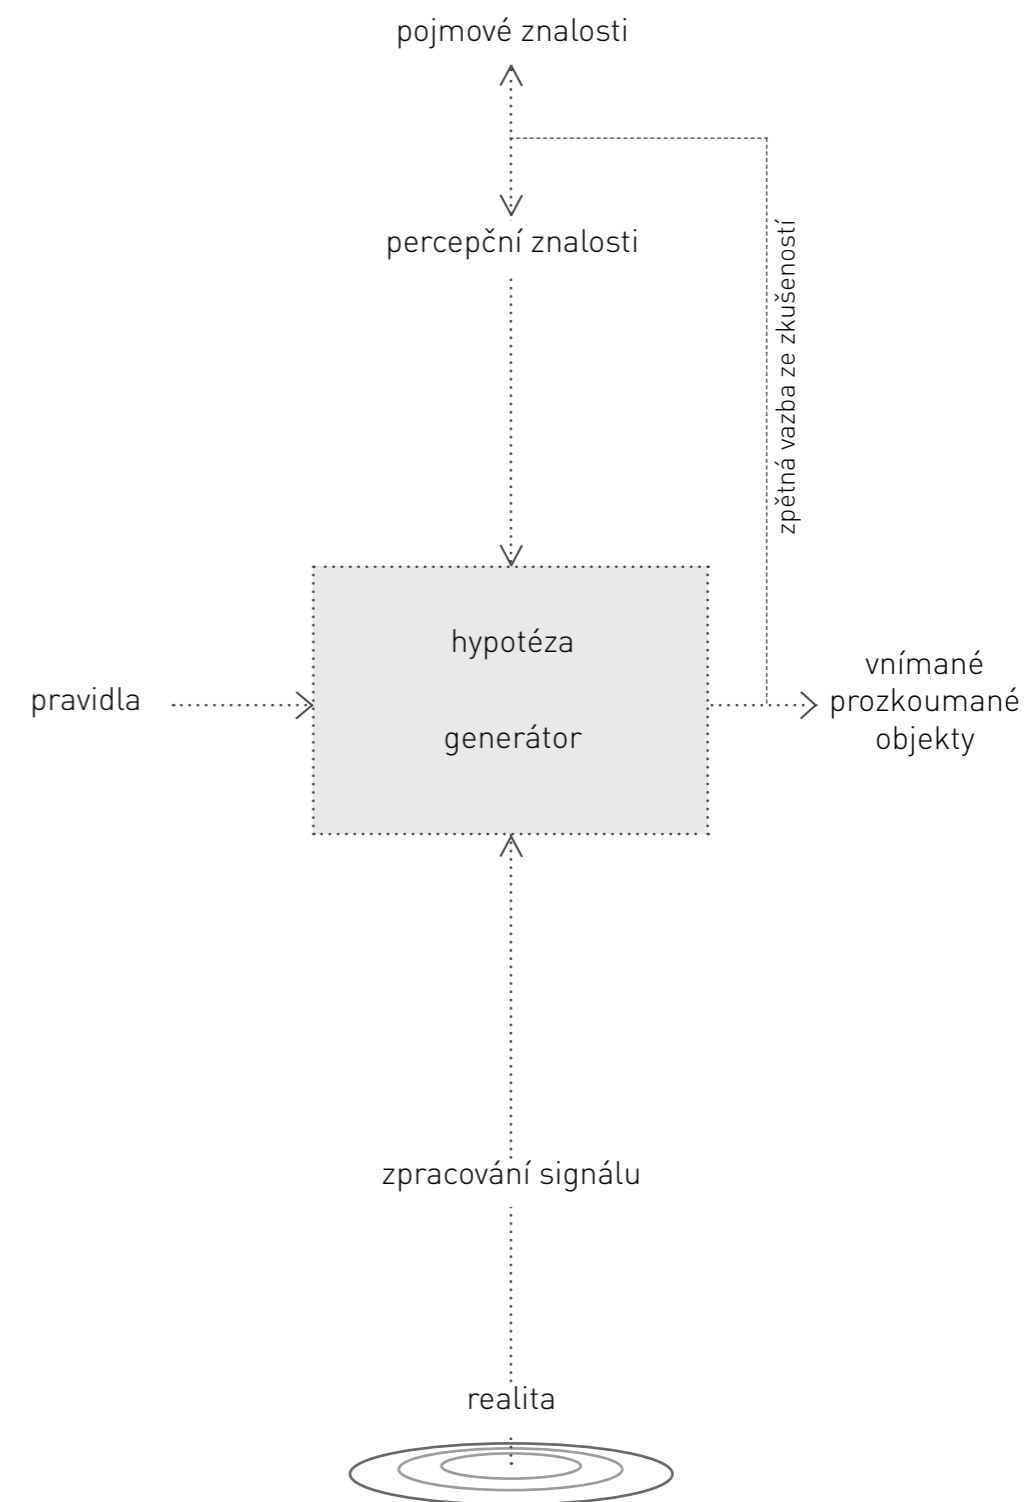 pojmové znalosti
percepční znalosti
zpětná vazba ze zkušeností
hypotéza
generátor
pravidla
vnímané
prozkoumané
objekty
zpracování signálu
realita